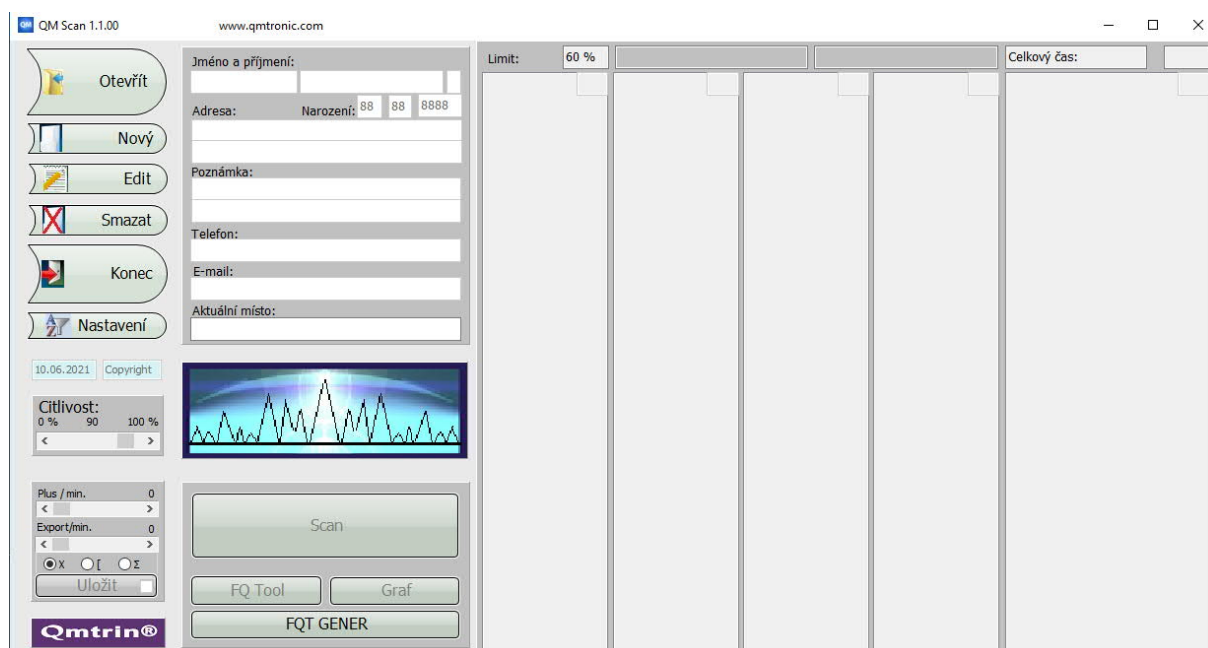 QM Scan 1.1.00 www.qmtronic.com
Otevřít
Nový
Edit
Smazat
Konec
Nastavení
10.06.2021 Copyright
Citlivost:
0 % 90 100 %
Plus / min. 0
Export/min. 0
X [ Σ
Uložit
Qmtrin®
Jméno a příjmení:
Adresa: Narození: 88 88 8888
Poznámka:
Telefon:
E-mail:
Aktuální místo:
Scan
FQ Tool Graf
FQT GENER
Limit: 60 % Celkový čas: